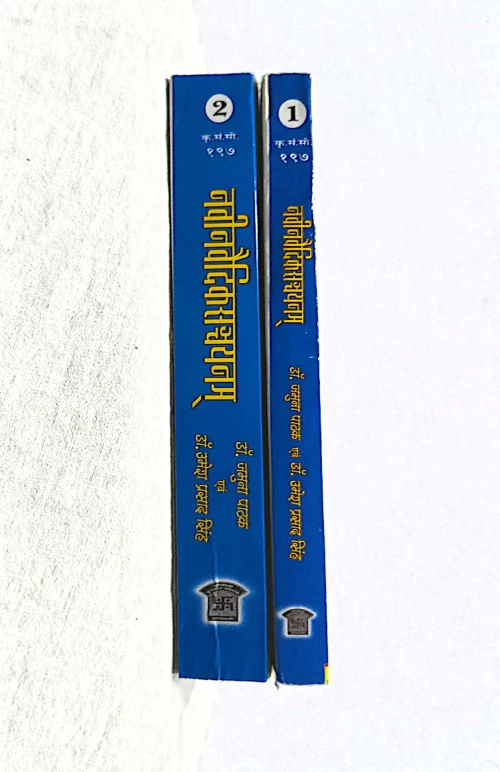 2
कृ.सं.सी.
१९७
नवीनवैदिकसञ्चयनम्
डॉ. जमुना पाठक
एवं
डॉ. उमेश प्रसाद सिंह
1
कृ.सं.सी.
१९७
नवीनवैदिकसञ्चयनम्
डॉ. जमुना पाठक एवं डॉ. उमेश प्रसाद सिंह